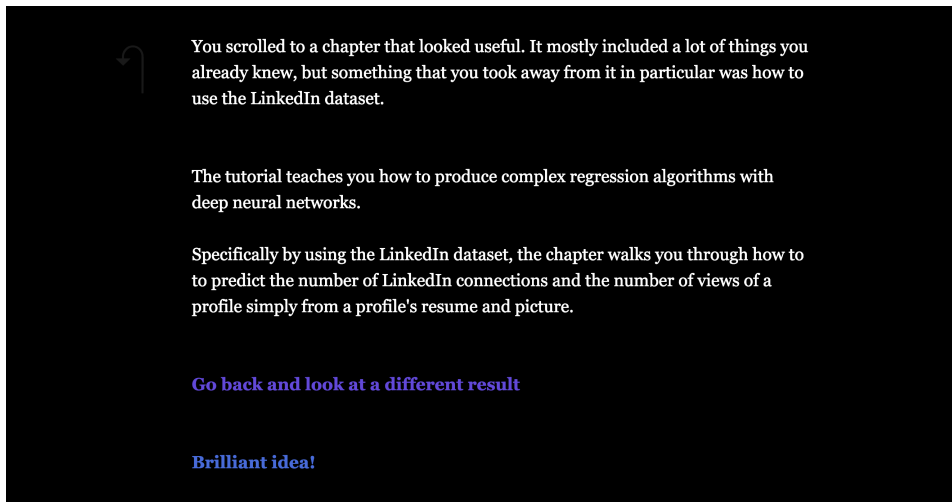 You scrolled to a chapter that looked useful. It mostly included a lot of things you
already knew, but something that you took away from it in particular was how to
use the LinkedIn dataset.
The tutorial teaches you how to produce complex regression algorithms with
deep neural networks.
Specifically by using the LinkedIn dataset, the chapter walks you through how to
to predict the number of LinkedIn connections and the number of views of a
profile simply from a profile's resume and picture.
Go back and look at a different result
Brilliant idea!